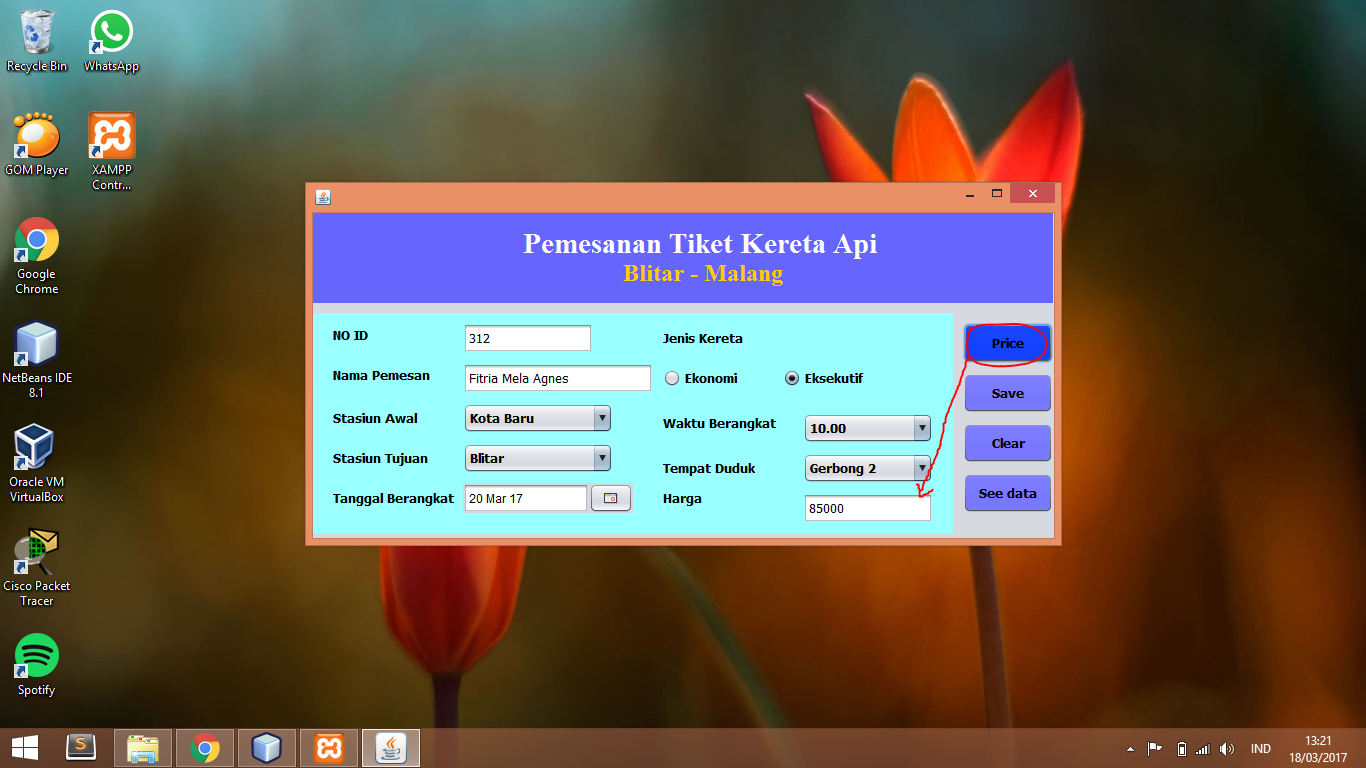 Recycle Bin
WhatsApp
GOM Player
XAMPP
Contr...
Google
Chrome
NetBeans IDE
8.1
Oracle VM
VirtualBox
Cisco Packet
Tracer
Spotify
Pemesanan Tiket Kereta Api
Blitar - Malang
NO ID
312
Nama Pemesan
Fitria Mela Agnes
Stasiun Awal
Kota Baru
Stasiun Tujuan
Blitar
Tanggal Berangkat
20 Mar 17
Jenis Kereta
Ekonomi
Eksekutif
Waktu Berangkat
10.00
Tempat Duduk
Gerbong 2
Harga
85000
Price
Save
Clear
See data
S
IND
13:21
18/03/2017